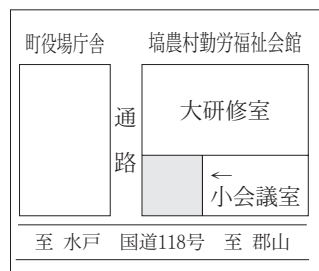 町役場庁舎 塙農村勤労福祉会館
通路
大研修室
←
小会議室
至 水戸 国道118号 至 郡山